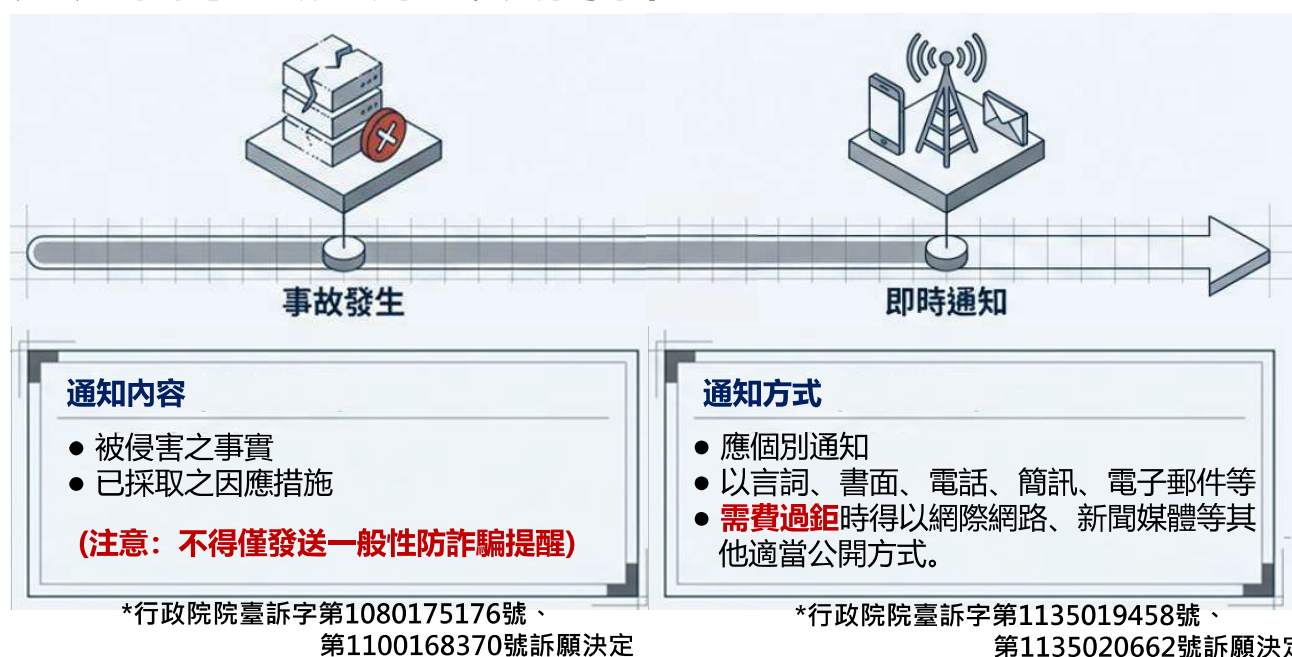 事故發生
即時通知
通知內容
● 被侵害之事實
● 已採取之因應措施
(注意：不得僅發送一般性防詐騙提醒)
*行政院院臺訴字第1080175176號、
第1100168370號訴願決定
通知方式
● 應個別通知
● 以言詞、書面、電話、簡訊、電子郵件等
● 需費過鉅時得以網際網路、新聞媒體等其
他適當公開方式。
*行政院院臺訴字第1135019458號、
第1135020662號訴願決定